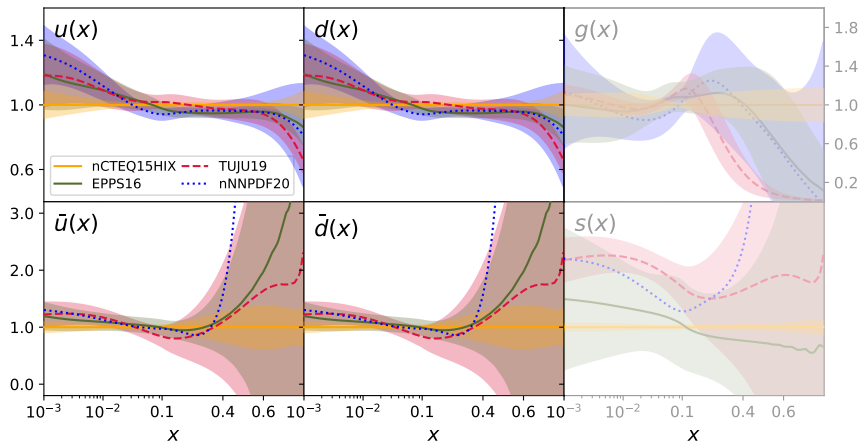 u(x) d(x) g(x)
1.4 1.8
1.4
1.0 1.0
0.6
0.6 0.2
nCTEQ15HIX TUJU19
EPPS16 nNNPDF20
ū(x) d̄(x) s(x)
3.0
2.0
1.0
0.0
10⁻³ 10⁻² 0.1 0.4 0.6 10⁻³ 10⁻² 0.1 0.4 0.6 10⁻³ 10⁻² 0.1 0.4 0.6
x x x